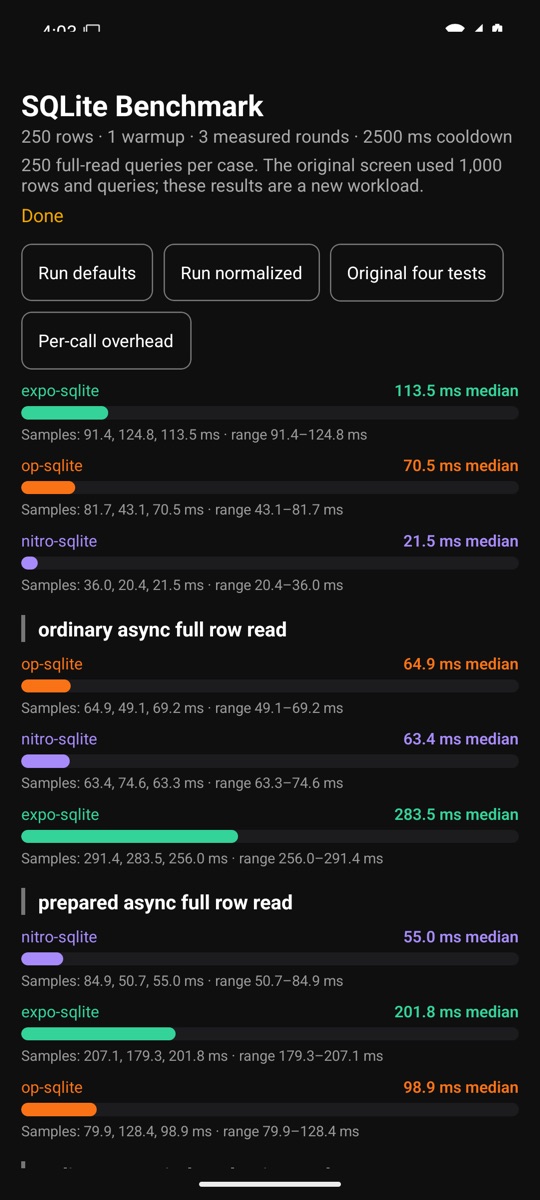 SQLite Benchmark
250 rows · 1 warmup · 3 measured rounds · 2500 ms cooldown
250 full-read queries per case. The original screen used 1,000
rows and queries; these results are a new workload.
Done
Run defaults
Run normalized
Original four tests
Per-call overhead
expo-sqlite
113.5 ms median
Samples: 91.4, 124.8, 113.5 ms · range 91.4–124.8 ms
op-sqlite
70.5 ms median
Samples: 81.7, 43.1, 70.5 ms · range 43.1–81.7 ms
nitro-sqlite
21.5 ms median
Samples: 36.0, 20.4, 21.5 ms · range 20.4–36.0 ms
ordinary async full row read
op-sqlite
64.9 ms median
Samples: 64.9, 49.1, 69.2 ms · range 49.1–69.2 ms
nitro-sqlite
63.4 ms median
Samples: 63.4, 74.6, 63.3 ms · range 63.3–74.6 ms
expo-sqlite
283.5 ms median
Samples: 291.4, 283.5, 256.0 ms · range 256.0–291.4 ms
prepared async full row read
nitro-sqlite
55.0 ms median
Samples: 84.9, 50.7, 55.0 ms · range 50.7–84.9 ms
expo-sqlite
201.8 ms median
Samples: 207.1, 179.3, 201.8 ms · range 179.3–207.1 ms
op-sqlite
98.9 ms median
Samples: 79.9, 128.4, 98.9 ms · range 79.9–128.4 ms